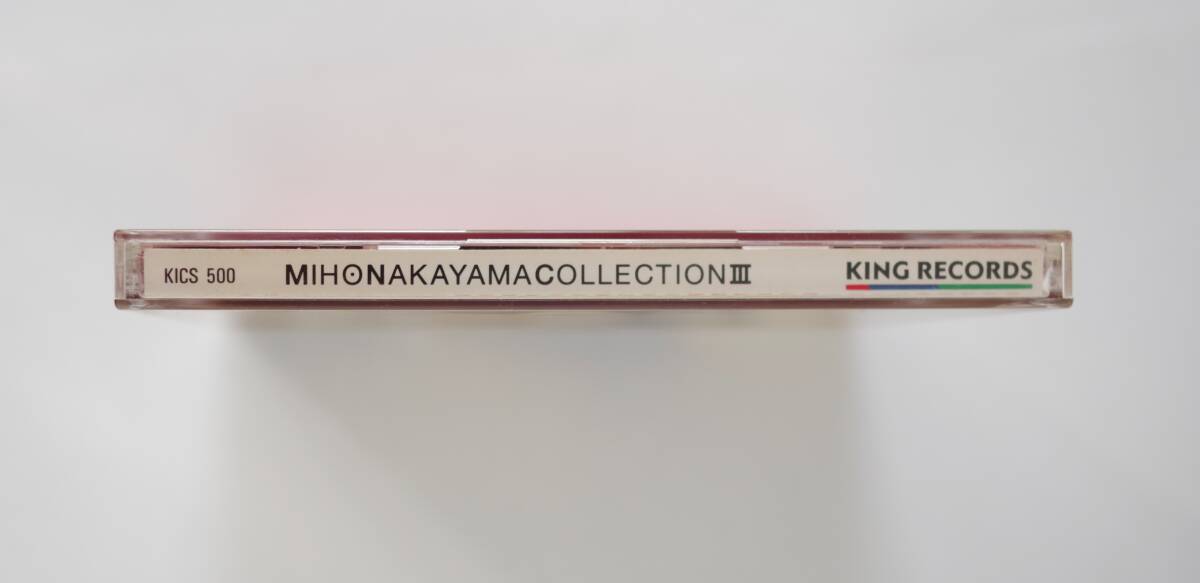 KICS 500 MIHONAKAYAMACOLLECTIONIII KING RECORDS